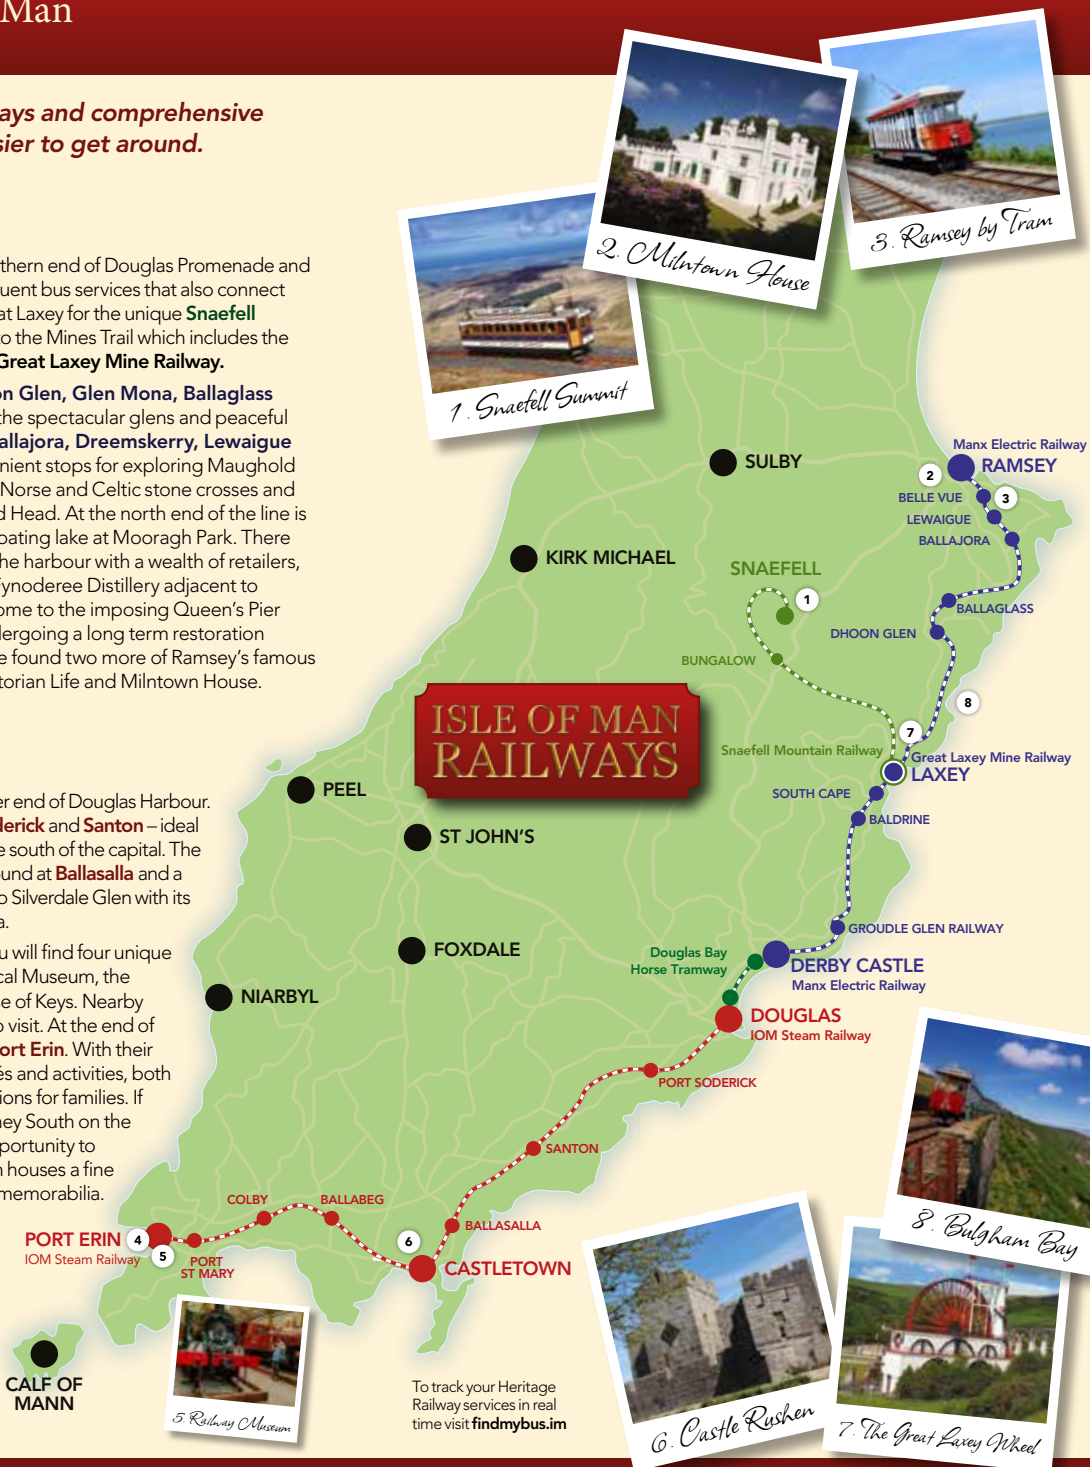 Man
ays and comprehensive
sier to get around.
thern end of Douglas Promenade and
uent bus services that also connect
at Laxey for the unique Snaefell
to the Mines Trail which includes the
Great Laxey Mine Railway.
on Glen, Glen Mona, Ballaglass
the spectacular glens and peaceful
allajora, Dreemskerry, Lewaigue
nient stops for exploring Maughold
Norse and Celtic stone crosses and
d Head. At the north end of the line is
oating lake at Mooragh Park. There
he harbour with a wealth of retailers,
Fynoderee Distillery adjacent to
ome to the imposing Queen's Pier
dergoing a long term restoration
e found two more of Ramsey's famous
torian Life and Milntown House.
er end of Douglas Harbour.
derick and Santon – ideal
e south of the capital. The
ound at Ballasalla and a
o Silverdale Glen with its
a.
u will find four unique
cal Museum, the
se of Keys. Nearby
o visit. At the end of
ort Erin. With their
és and activities, both
tions for families. If
ney South on the
pportunity to
n houses a fine
memorabilia.
1. Snaefell Summit
2. Milntown House
3. Ramsey by Tram
SULBY
Manx Electric Railway
RAMSEY
2
BELLE VUE
3
LEWAIGUE
BALLAJORA
KIRK MICHAEL
SNAEFELL
1
BALLAGLASS
DHOON GLEN
BUNGALOW
8
ISLE OF MAN
RAILWAYS
7
Snaefell Mountain Railway
Great Laxey Mine Railway
LAXEY
SOUTH CAPE
BALDRINE
PEEL
ST JOHN'S
GROUDLE GLEN RAILWAY
FOXDALE
Douglas Bay
Horse Tramway
DERBY CASTLE
Manx Electric Railway
NIARBYL
DOUGLAS
IOM Steam Railway
PORT SODERICK
SANTON
COLBY
BALLABEG
BALLASALLA
PORT ERIN
IOM Steam Railway
4
5
PORT
ST MARY
6
CASTLETOWN
CALF OF
MANN
5. Railway Museum
To track your Heritage
Railway services in real
time visit findmybus.im
6. Castle Rushen
7. The Great Laxey Wheel
8. Bulgham Bay